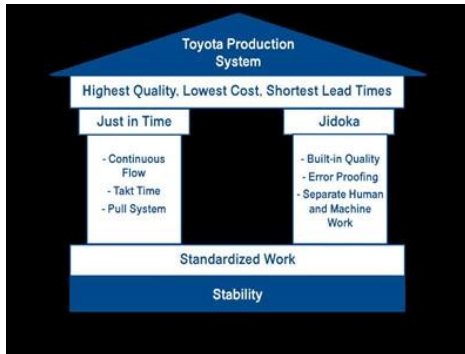 Toyota Production
System
Highest Quality, Lowest Cost, Shortest Lead Times
Just in Time
- Continuous
Flow
- Takt Time
- Pull System
Jidoka
- Built-in Quality
- Error Proofing
- Separate Human
and Machine
Work
Standardized Work
Stability